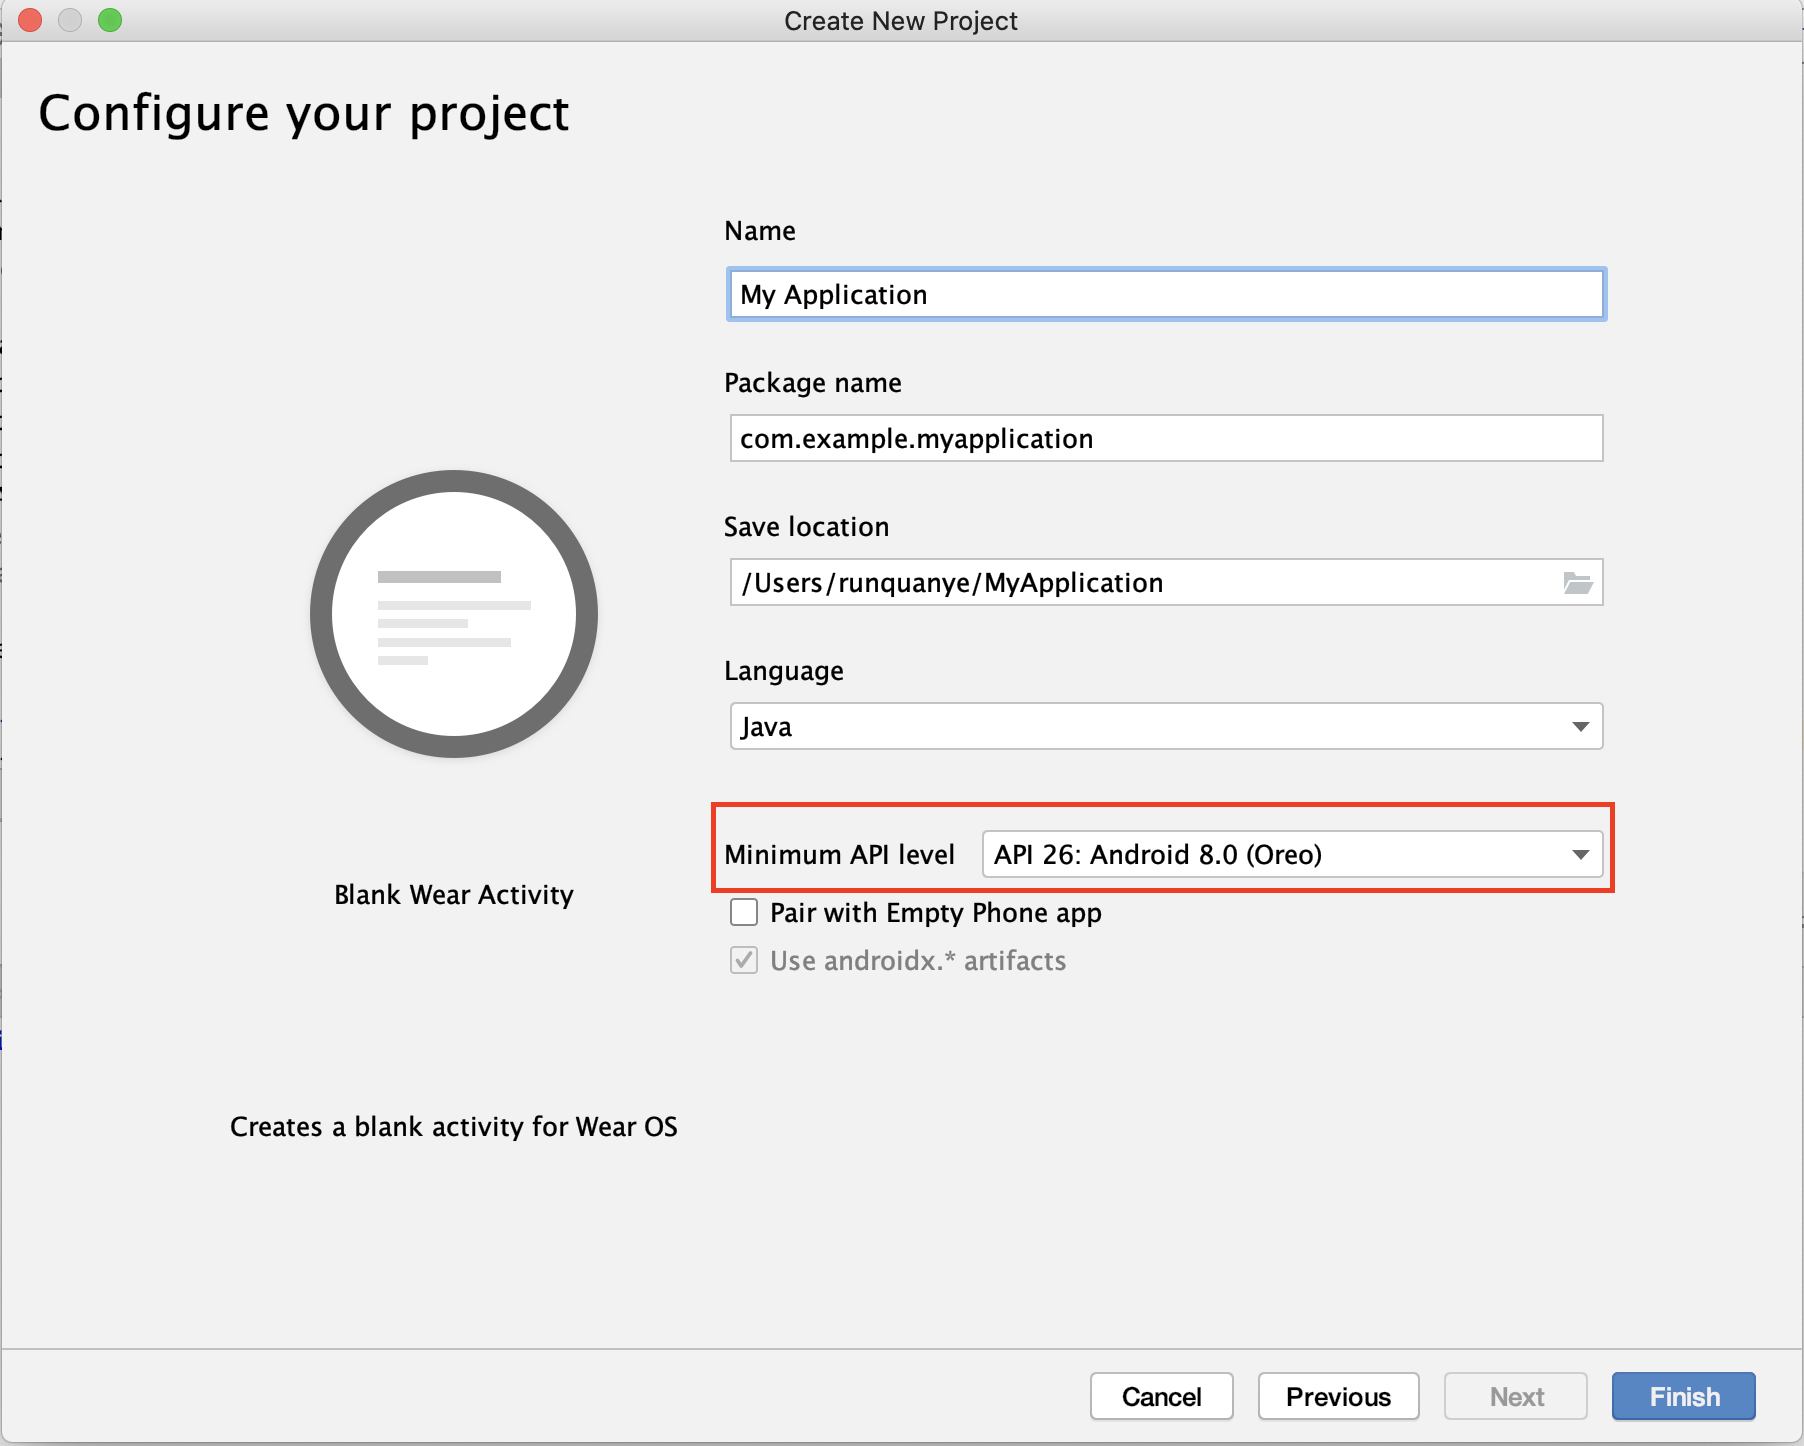 Create New Project
Configure your project
Name
My Application
Package name
com.example.myapplication
Save location
/Users/runquanye/MyApplication
Language
Java
Minimum API level API 26: Android 8.0 (Oreo)
Pair with Empty Phone app
Use androidx.* artifacts
Blank Wear Activity
Creates a blank activity for Wear OS
Cancel Previous Next Finish